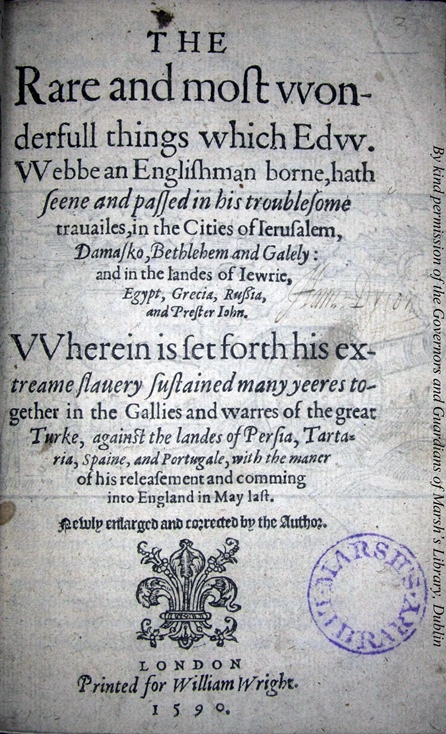 THE
Rare and moſt vvon-
derfull things which Edvv.
VVebbe an Engliſhman borne, hath
ſeene and paſſed in his troubleſome
trauailes, in the Cities of Ieruſalem,
Damaſko, Bethlehem and Galely:
and in the landes of Iewrie,
Egypt, Grecia, Ruſsia,
and Preſter Iohn.
VVherein is ſet forth his ex-
treame ſlauery ſuſtained many yeeres to-
gether in the Gallies and warres of the great
Turke, againſt the landes of Perſia, Tarta-
ria, Spaine, and Portugale, with the maner
of his releaſement and comming
into England in May laſt.
Newly enlarged and corrected by the Author.
LONDON
Printed for William Wright.
1590.
MARSH'S LIBRARY
By kind permission of the Governors and Guardians of Marsh's Library, Dublin
2